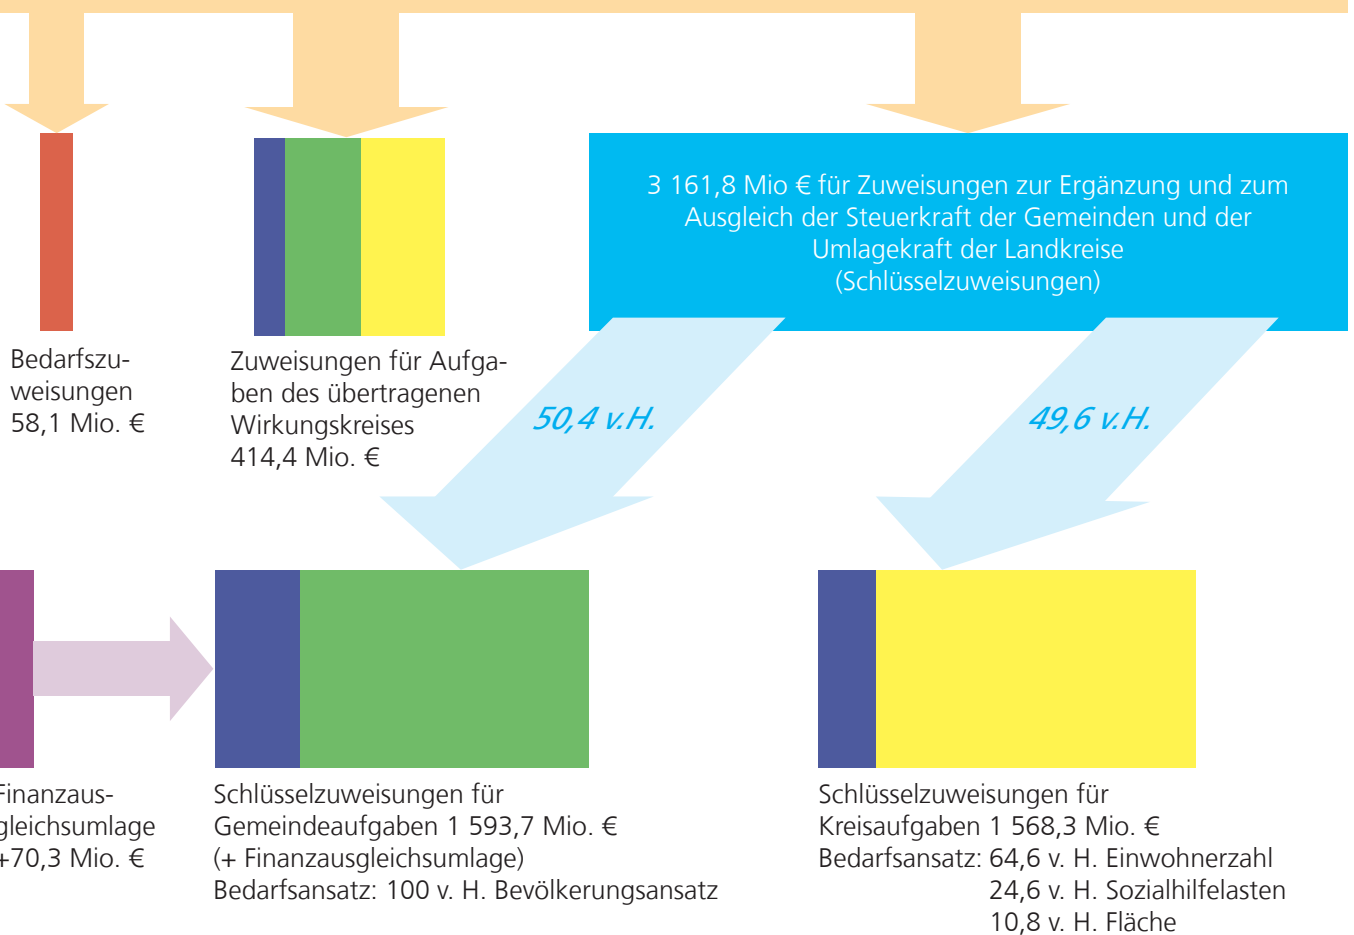 3 161,8 Mio € für Zuweisungen zur Ergänzung und zum
Ausgleich der Steuerkraft der Gemeinden und der
Umlagekraft der Landkreise
(Schlüsselzuweisungen)
Bedarfszu-
weisungen
58,1 Mio. €
Zuweisungen für Aufga-
ben des übertragenen
Wirkungskreises
414,4 Mio. €
50,4 v.H.
49,6 v.H.
Finanzaus-
gleichsumlage
+70,3 Mio. €
Schlüsselzuweisungen für
Gemeindeaufgaben 1 593,7 Mio. €
(+ Finanzausgleichsumlage)
Bedarfsansatz: 100 v. H. Bevölkerungsansatz
Schlüsselzuweisungen für
Kreisaufgaben 1 568,3 Mio. €
Bedarfsansatz: 64,6 v. H. Einwohnerzahl
24,6 v. H. Sozialhilfelasten
10,8 v. H. Fläche